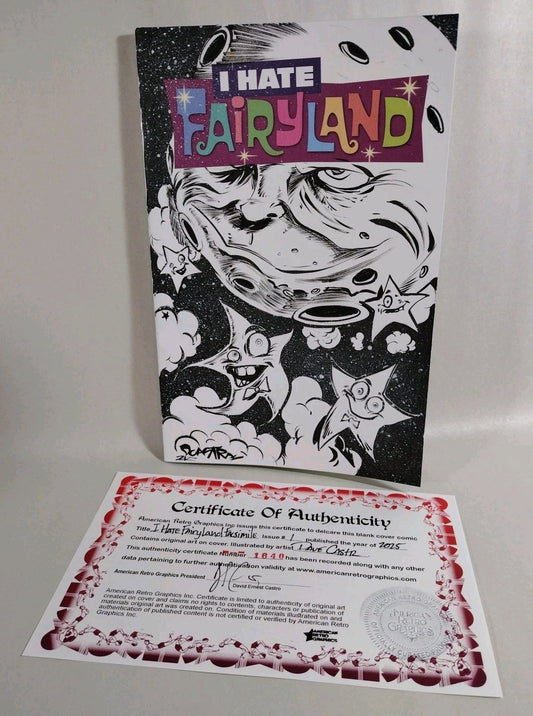 I HATE
FAIRYLAND
Certificate Of Authenticity
American Retro Graphics Inc issues this certificate to delcare this blank cover comic
Title I Hate Fairyland Facsimile Issue # 1 published the year of 2025
Contains original art on cover. Illustrated by artist Dave Castr
This authenticity certificate Number 1640 has been recorded along with any other
data pertaining to further authentication validity at www.americanretrographics.com
American Retro Graphics President
David Ernest Castro
American Retro Graphics Inc. Certificate is limited to authenticity of original art
created on cover and claims no rights to contents, characters or publication of
materials original art was created on, Condition of materials illustrated on and
authentication of published content is not certified or verified by American Retro
Graphics Inc.
AMERICAN
RETRO
GRAPHICS